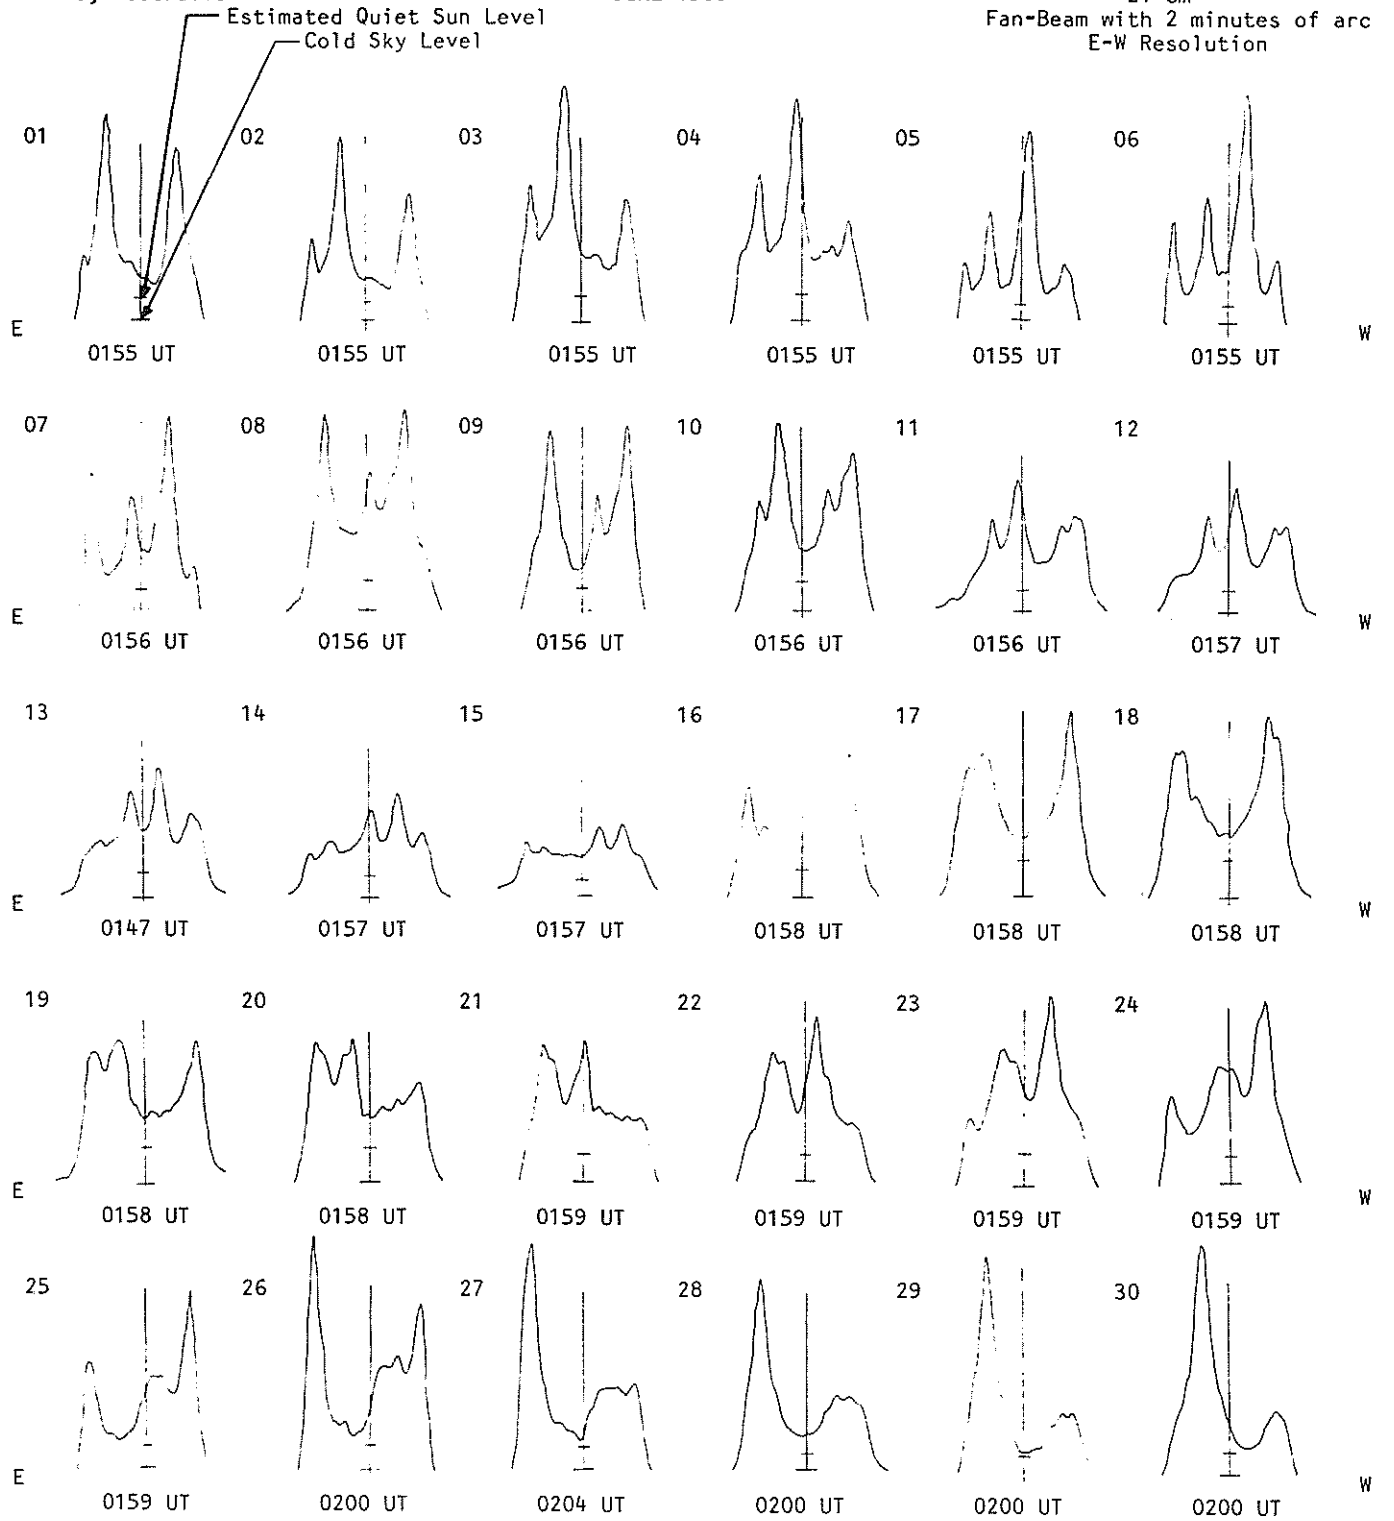 Estimated Quiet Sun Level
Cold Sky Level
Fan-Beam with 2 minutes of arc
E-W Resolution
01 02 03 04 05 06
E W
0155 UT 0155 UT 0155 UT 0155 UT 0155 UT 0155 UT
07 08 09 10 11 12
E W
0156 UT 0156 UT 0156 UT 0156 UT 0156 UT 0157 UT
13 14 15 16 17 18
E W
0147 UT 0157 UT 0157 UT 0158 UT 0158 UT 0158 UT
19 20 21 22 23 24
E W
0158 UT 0158 UT 0159 UT 0159 UT 0159 UT 0159 UT
25 26 27 28 29 30
E W
0159 UT 0200 UT 0204 UT 0200 UT 0200 UT 0200 UT